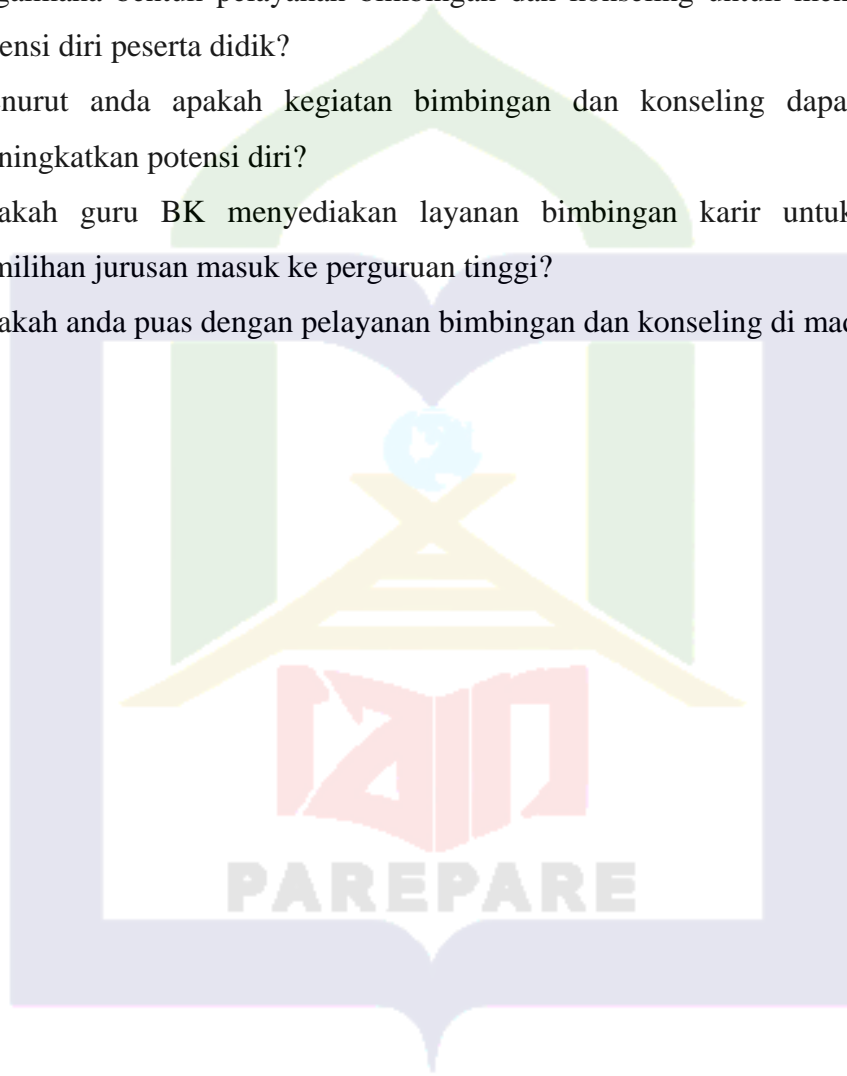 ensi diri peserta didik?
nurut anda apakah kegiatan bimbingan dan konseling dapa
ningkatkan potensi diri?
akah guru BK menyediakan layanan bimbingan karir untuk
milihan jurusan masuk ke perguruan tinggi?
akah anda puas dengan pelayanan bimbingan dan konseling di mad
iain
PAREPARE